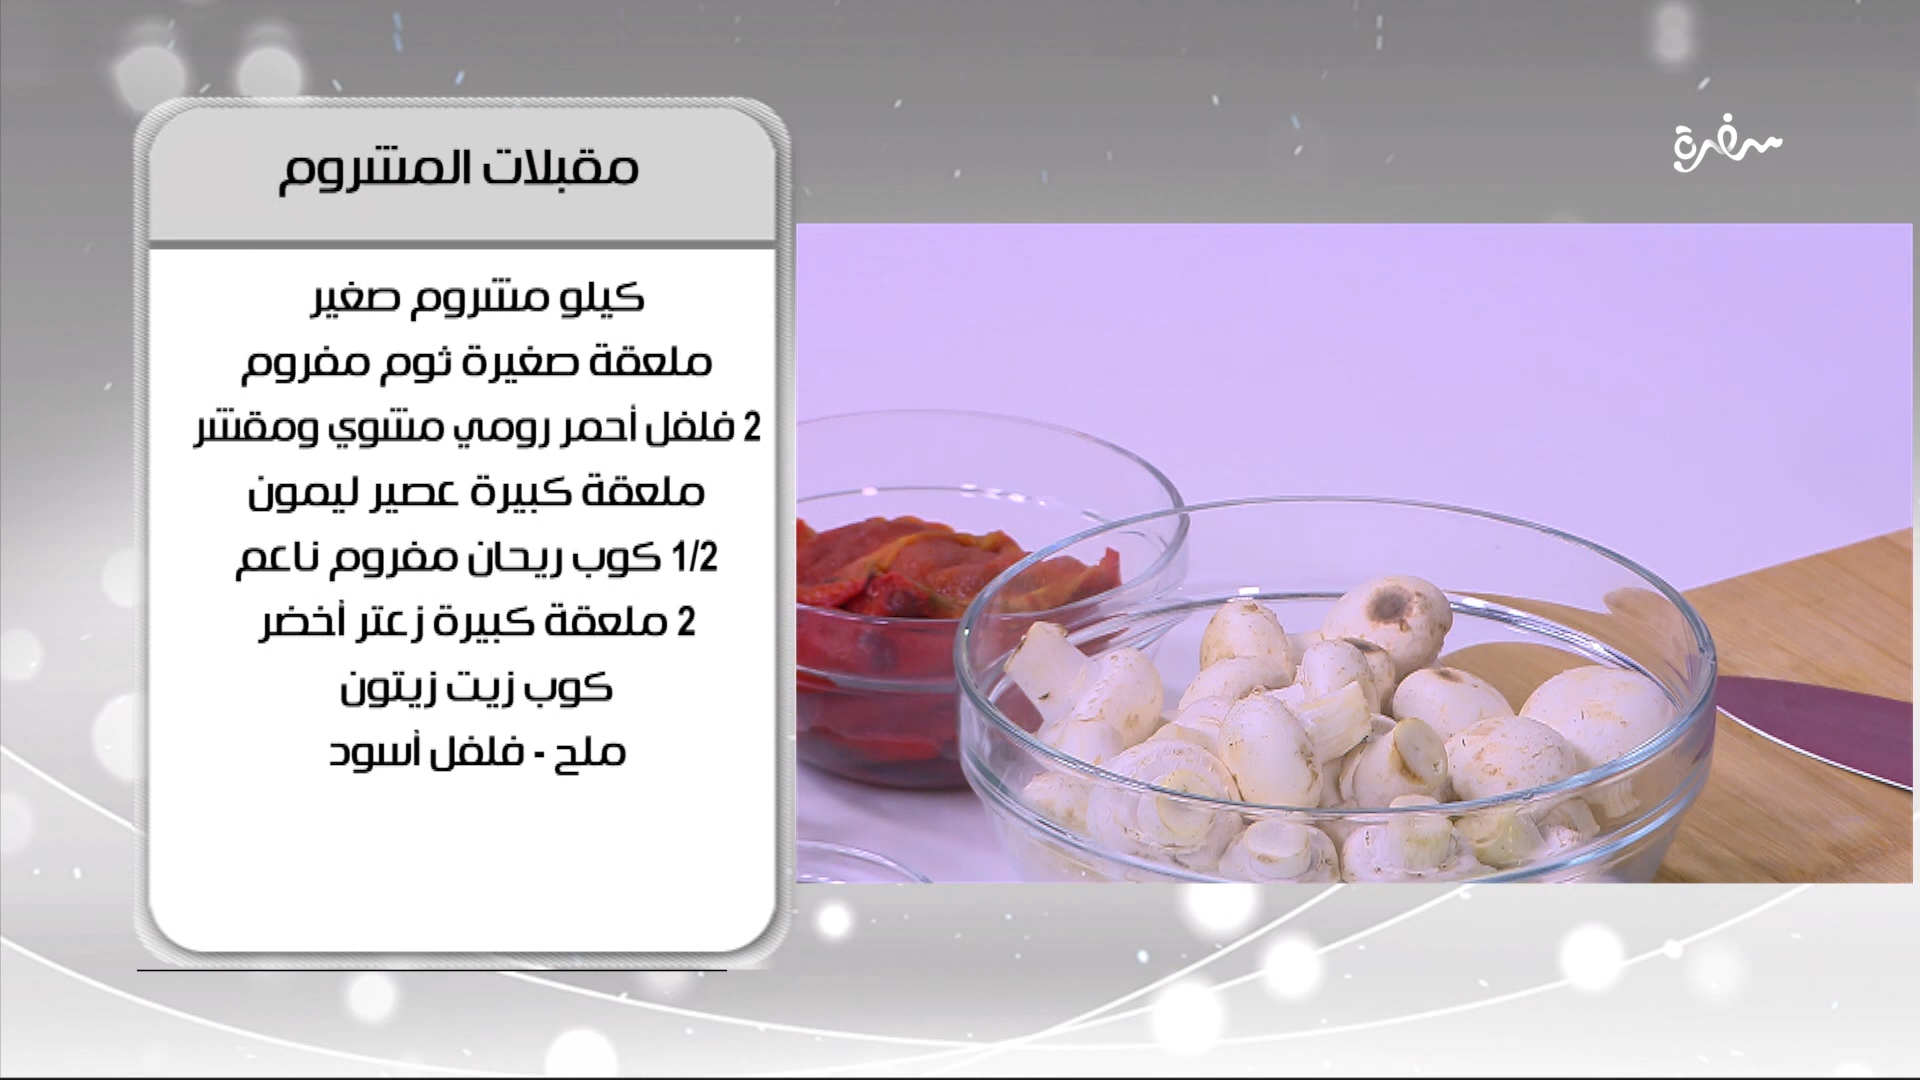 سفرة
مقبلات المشروم
كيلو مشروم صغير
ملعقة صغيرة ثوم مفروم
2 فلفل أحمر رومي مشوي ومقشر
ملعقة كبيرة عصير ليمون
1/2 كوب ريحان مفروم ناعم
2 ملعقة كبيرة زعتر أخضر
كوب زيت زيتون
ملح - فلفل أسود